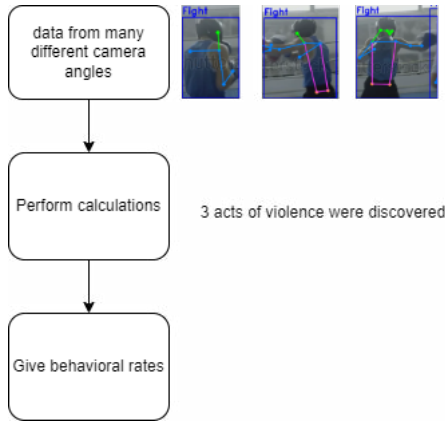 data from many
different camera
angles
Fight
Fight
Fight
Perform calculations
3 acts of violence were discovered
Give behavioral rates